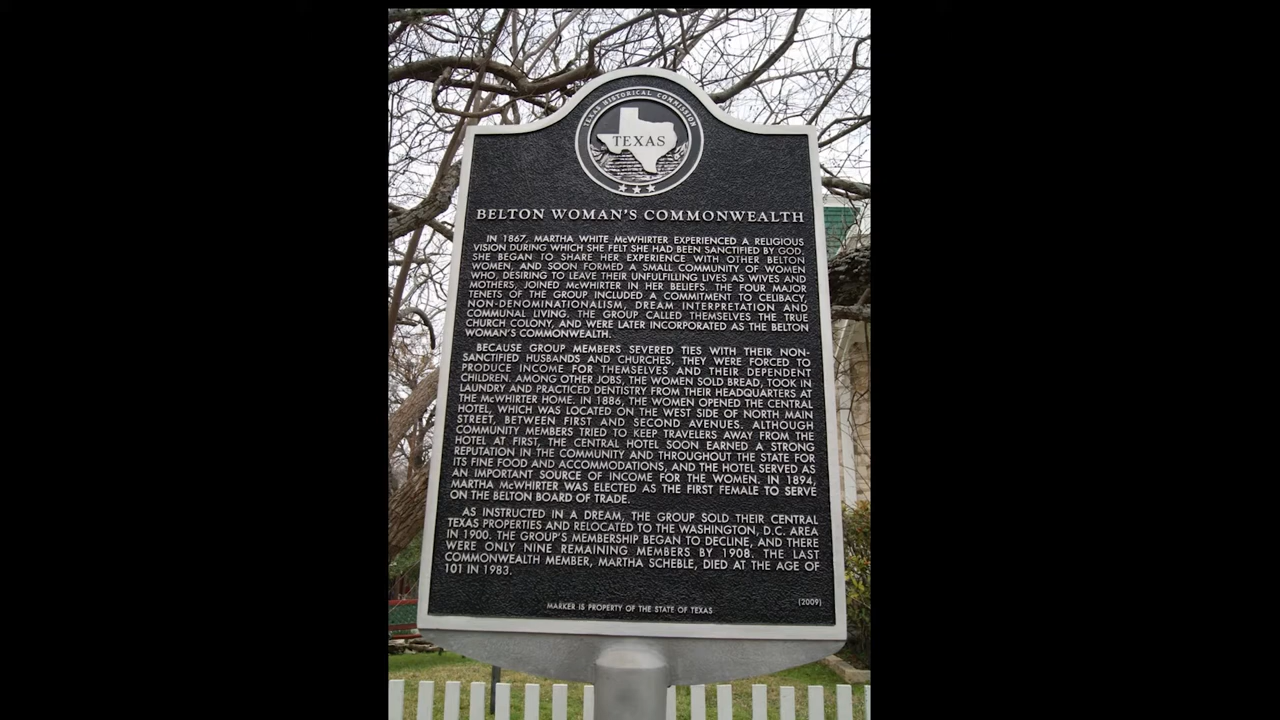 TEXAS HISTORICAL COMMISSION
TEXAS
BELTON WOMAN'S COMMONWEALTH
IN 1867, MARTHA WHITE McWHIRTER EXPERIENCED A RELIGIOUS
VISION DURING WHICH SHE FELT SHE HAD BEEN SANCTIFIED BY GOD.
SHE BEGAN TO SHARE HER EXPERIENCE WITH OTHER BELTON
WOMEN, AND SOON FORMED A SMALL COMMUNITY OF WOMEN
WHO, DESIRING TO LEAVE THEIR UNFULFILLING LIVES AS WIVES AND
MOTHERS, JOINED McWHIRTER IN HER BELIEFS. THE FOUR MAJOR
TENETS OF THE GROUP INCLUDED A COMMITMENT TO CELIBACY,
NON-DENOMINATIONALISM, DREAM INTERPRETATION AND
COMMUNAL LIVING. THE GROUP CALLED THEMSELVES THE TRUE
CHURCH COLONY, AND WERE LATER INCORPORATED AS THE BELTON
WOMAN'S COMMONWEALTH.
BECAUSE GROUP MEMBERS SEVERED TIES WITH THEIR NON-
SANCTIFIED HUSBANDS AND CHURCHES, THEY WERE FORCED TO
PRODUCE INCOME FOR THEMSELVES AND THEIR DEPENDENT
CHILDREN. AMONG OTHER JOBS, THE WOMEN SOLD BREAD, TOOK IN
LAUNDRY AND PRACTICED DENTISTRY FROM THEIR HEADQUARTERS AT
THE McWHIRTER HOME. IN 1886, THE WOMEN OPENED THE CENTRAL
HOTEL, WHICH WAS LOCATED ON THE WEST SIDE OF NORTH MAIN
STREET, BETWEEN FIRST AND SECOND AVENUES. ALTHOUGH
COMMUNITY MEMBERS TRIED TO KEEP TRAVELERS AWAY FROM THE
HOTEL AT FIRST, THE CENTRAL HOTEL SOON EARNED A STRONG
REPUTATION IN THE COMMUNITY AND THROUGHOUT THE STATE FOR
ITS FINE FOOD AND ACCOMMODATIONS, AND THE HOTEL SERVED AS
AN IMPORTANT SOURCE OF INCOME FOR THE WOMEN. IN 1894,
MARTHA McWHIRTER WAS ELECTED AS THE FIRST FEMALE TO SERVE
ON THE BELTON BOARD OF TRADE.
AS INSTRUCTED IN A DREAM, THE GROUP SOLD THEIR CENTRAL
TEXAS PROPERTIES AND RELOCATED TO THE WASHINGTON, D.C. AREA
IN 1900. THE GROUP'S MEMBERSHIP BEGAN TO DECLINE, AND THERE
WERE ONLY NINE REMAINING MEMBERS BY 1908. THE LAST
COMMONWEALTH MEMBER, MARTHA SCHEBLE, DIED AT THE AGE OF
101 IN 1983.
(2009)
MARKER IS PROPERTY OF THE STATE OF TEXAS